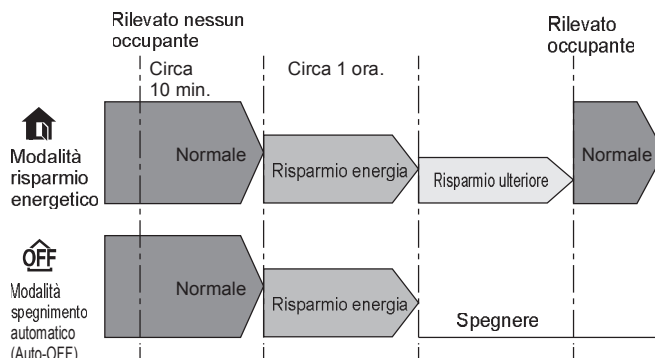 Rilevato nessun
occupante
Rilevato
occupante
Circa
10 min.
Circa 1 ora.
Modalità
risparmio
energetico
Normale
Risparmio energia
Risparmio ulteriore
Normale
OFF
Modalità
spegnimento
automatico
(Auto-OFF)
Normale
Risparmio energia
Spegnere